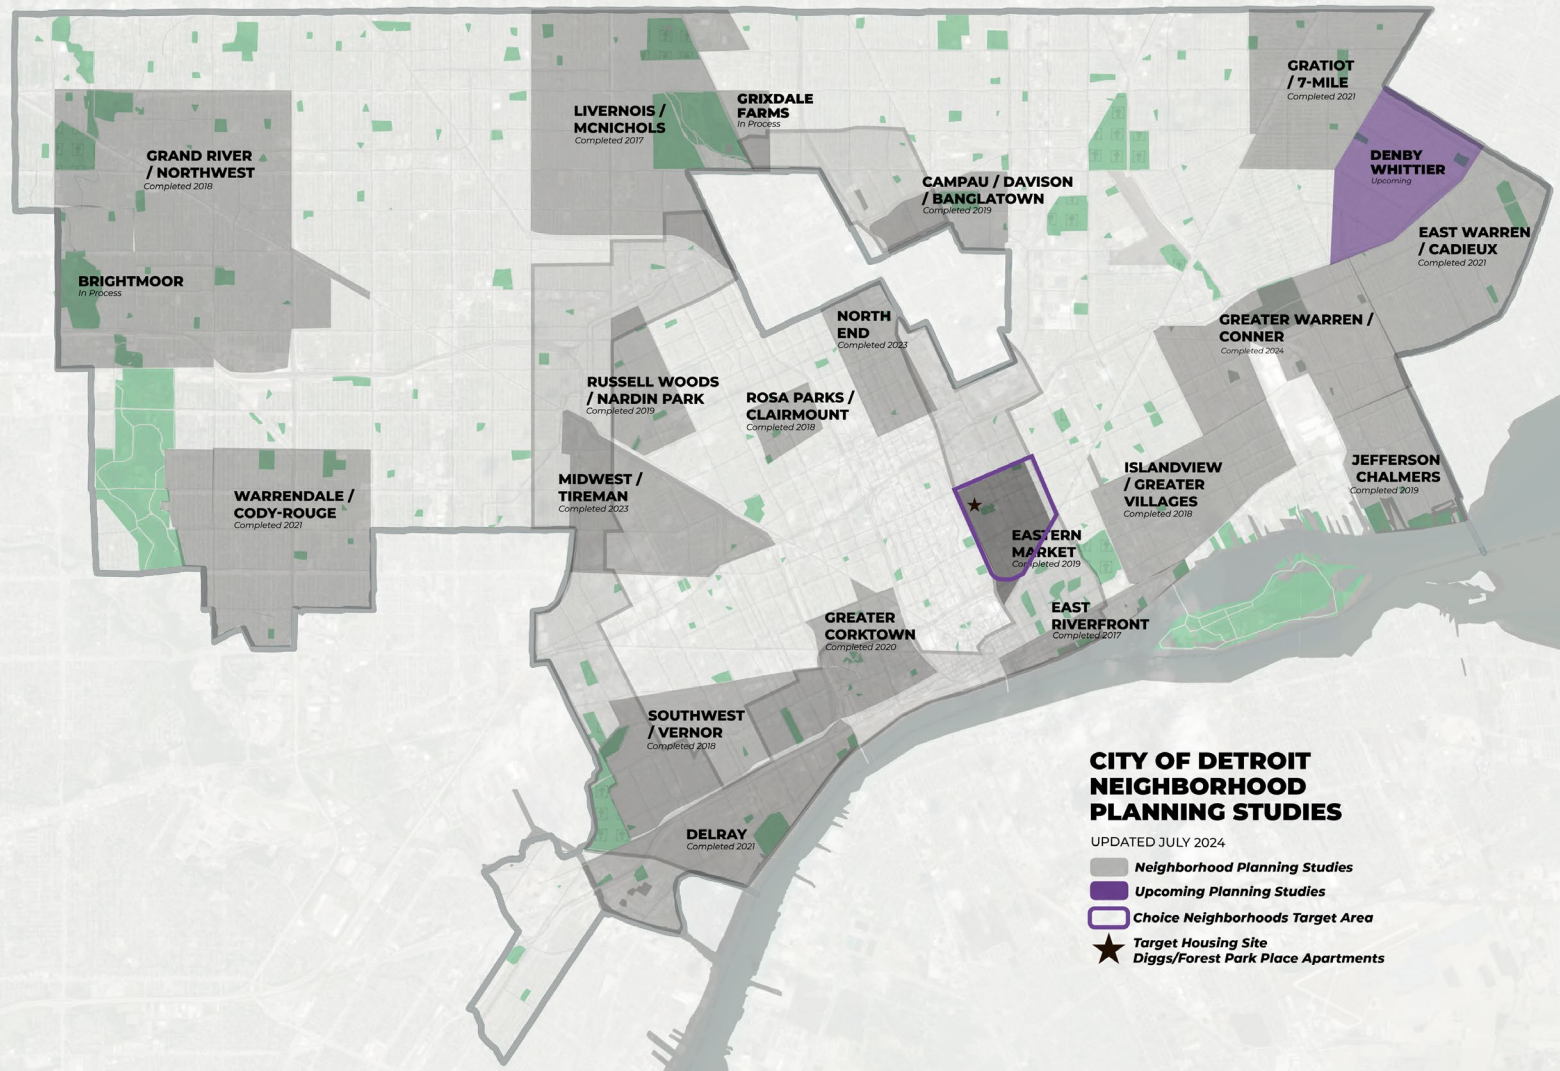 LIVERNOIS /
MCNICHOLS
Completed 2017
GRIXDALE
FARMS
In Process
GRATIOT
/ 7-MILE
Completed 2021
GRAND RIVER
/ NORTHWEST
Completed 2018
DENBY
WHITTIER
Upcoming
CAMPAU / DAVISON
/ BANGLATOWN
Completed 2019
EAST WARREN
/ CADIEUX
Completed 2021
BRIGHTMOOR
In Process
NORTH
END
Completed 2023
GREATER WARREN /
CONNER
Completed 2024
RUSSELL WOODS
/ NARDIN PARK
Completed 2019
ROSA PARKS /
CLAIRMOUNT
Completed 2018
WARRENDALE /
CODY-ROUGE
Completed 2021
MIDWEST /
TIREMAN
Completed 2023
ISLANDVIEW
/ GREATER
VILLAGES
Completed 2018
JEFFERSON
CHALMERS
Completed 2019
EASTERN
MARKET
Completed 2019
EAST
RIVERFRONT
Completed 2017
GREATER
CORKTOWN
Completed 2020
SOUTHWEST
/ VERNOR
Completed 2018
DELRAY
Completed 2021
CITY OF DETROIT
NEIGHBORHOOD
PLANNING STUDIES
UPDATED JULY 2024
Neighborhood Planning Studies
Upcoming Planning Studies
Choice Neighborhoods Target Area
Target Housing Site
Diggs/Forest Park Place Apartments